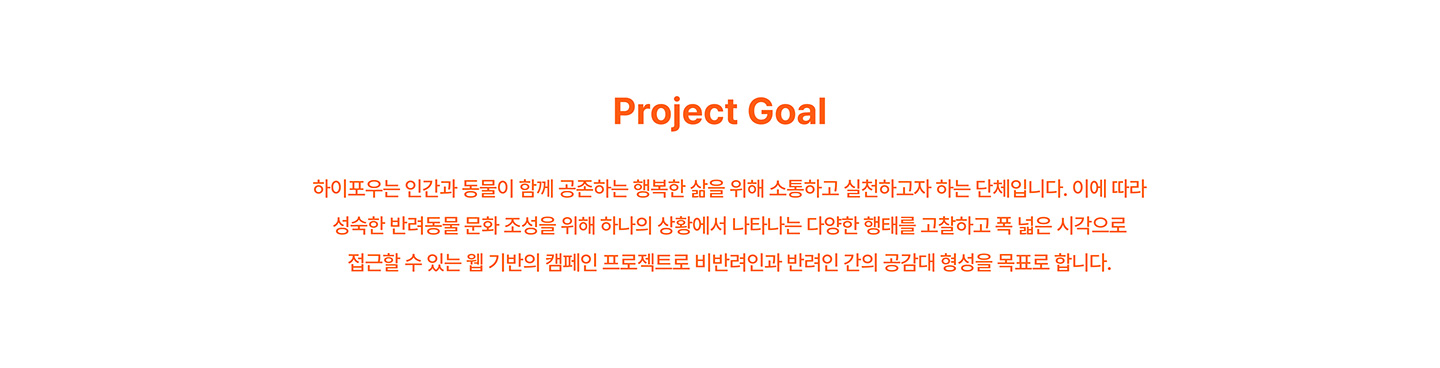 Project Goal
하이포우는 인간과 동물이 함께 공존하는 행복한 삶을 위해 소통하고 실천하고자 하는 단체입니다. 이에 따라
성숙한 반려동물 문화 조성을 위해 하나의 상황에서 나타나는 다양한 행태를 고찰하고 폭 넓은 시각으로
접근할 수 있는 웹 기반의 캠페인 프로젝트로 비반려인과 반려인 간의 공감대 형성을 목표로 합니다.